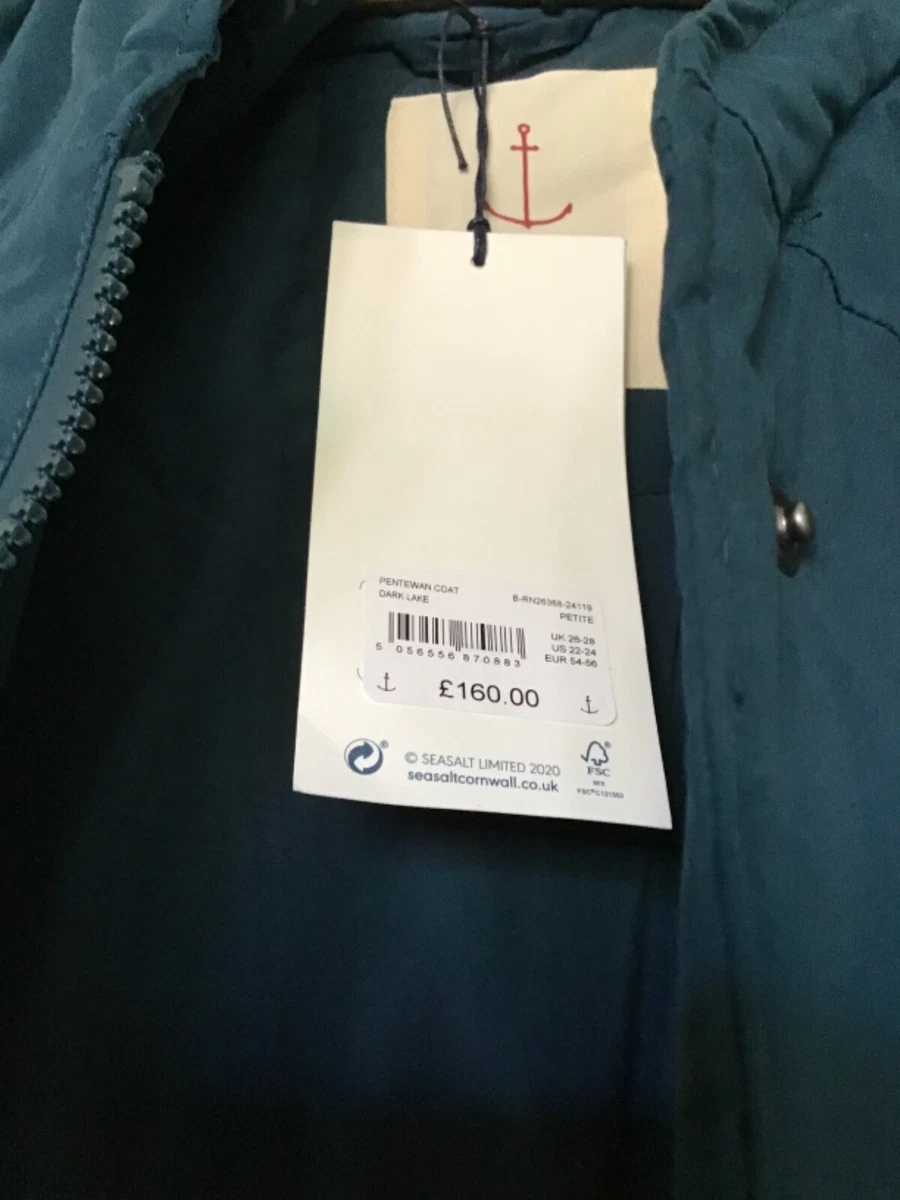 PENTEWAN COAT
DARK LAKE
B-RN26368-24119
PETITE
UK 26-28
US 22-24
EUR 54-56
5 056556 870883
£160.00
© SEASALT LIMITED 2020
seasaltcornwall.co.uk
®
FSC
MIX